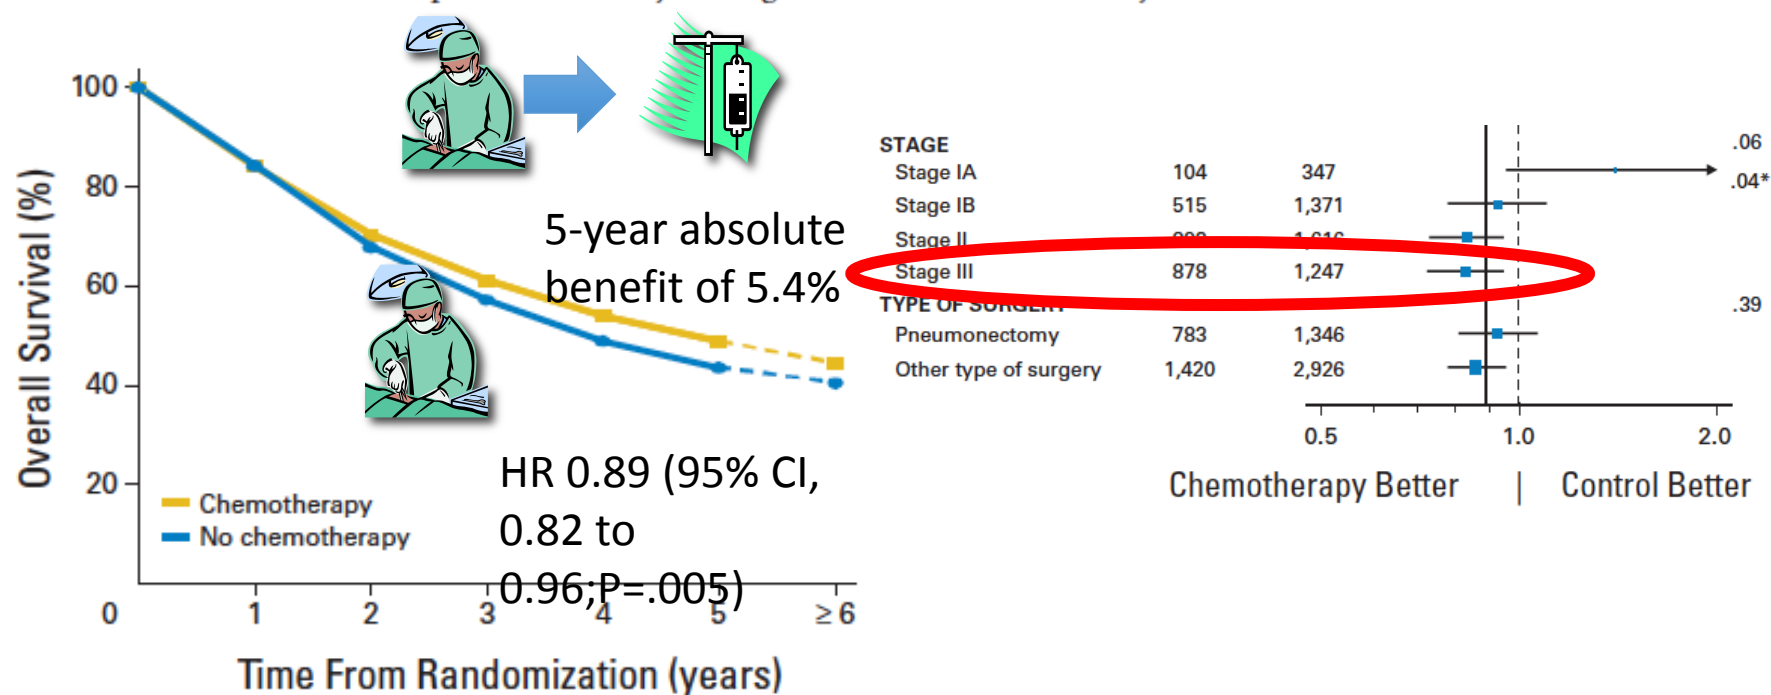 5-year absolute
benefit of 5.4%
HR 0.89 (95% CI,
0.82 to
0.96;P=.005)
Overall Survival (%)
100
80
60
40
20
0
1
2
3
4
5
≥ 6
Time From Randomization (years)
Chemotherapy
No chemotherapy
STAGE .06
Stage IA 104 347 .04*
Stage IB 515 1,371
Stage II
Stage III 878 1,247
TYPE OF SURGERY .39
Pneumonectomy 783 1,346
Other type of surgery 1,420 2,926
0.5 1.0 2.0
Chemotherapy Better | Control Better